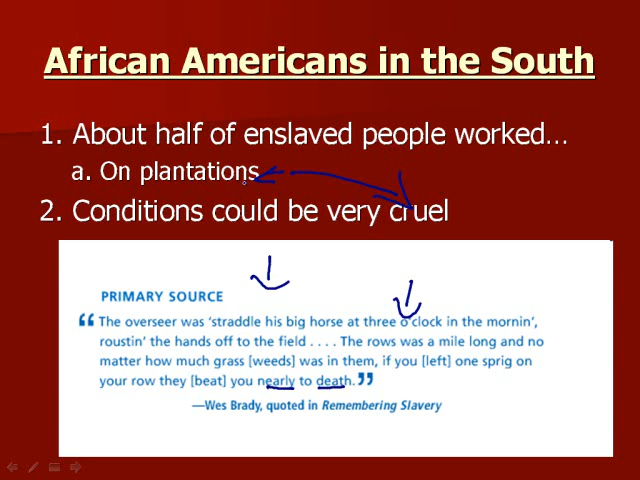 African Americans in the South
1. About half of enslaved people worked…
a. On plantations
2. Conditions could be very cruel
PRIMARY SOURCE
“The overseer was ‘straddle his big horse at three o’clock in the mornin’,
roustin’ the hands off to the field . . . . The rows was a mile long and no
matter how much grass [weeds] was in them, if you [left] one sprig on
your row they [beat] you nearly to death.”
—Wes Brady, quoted in Remembering Slavery